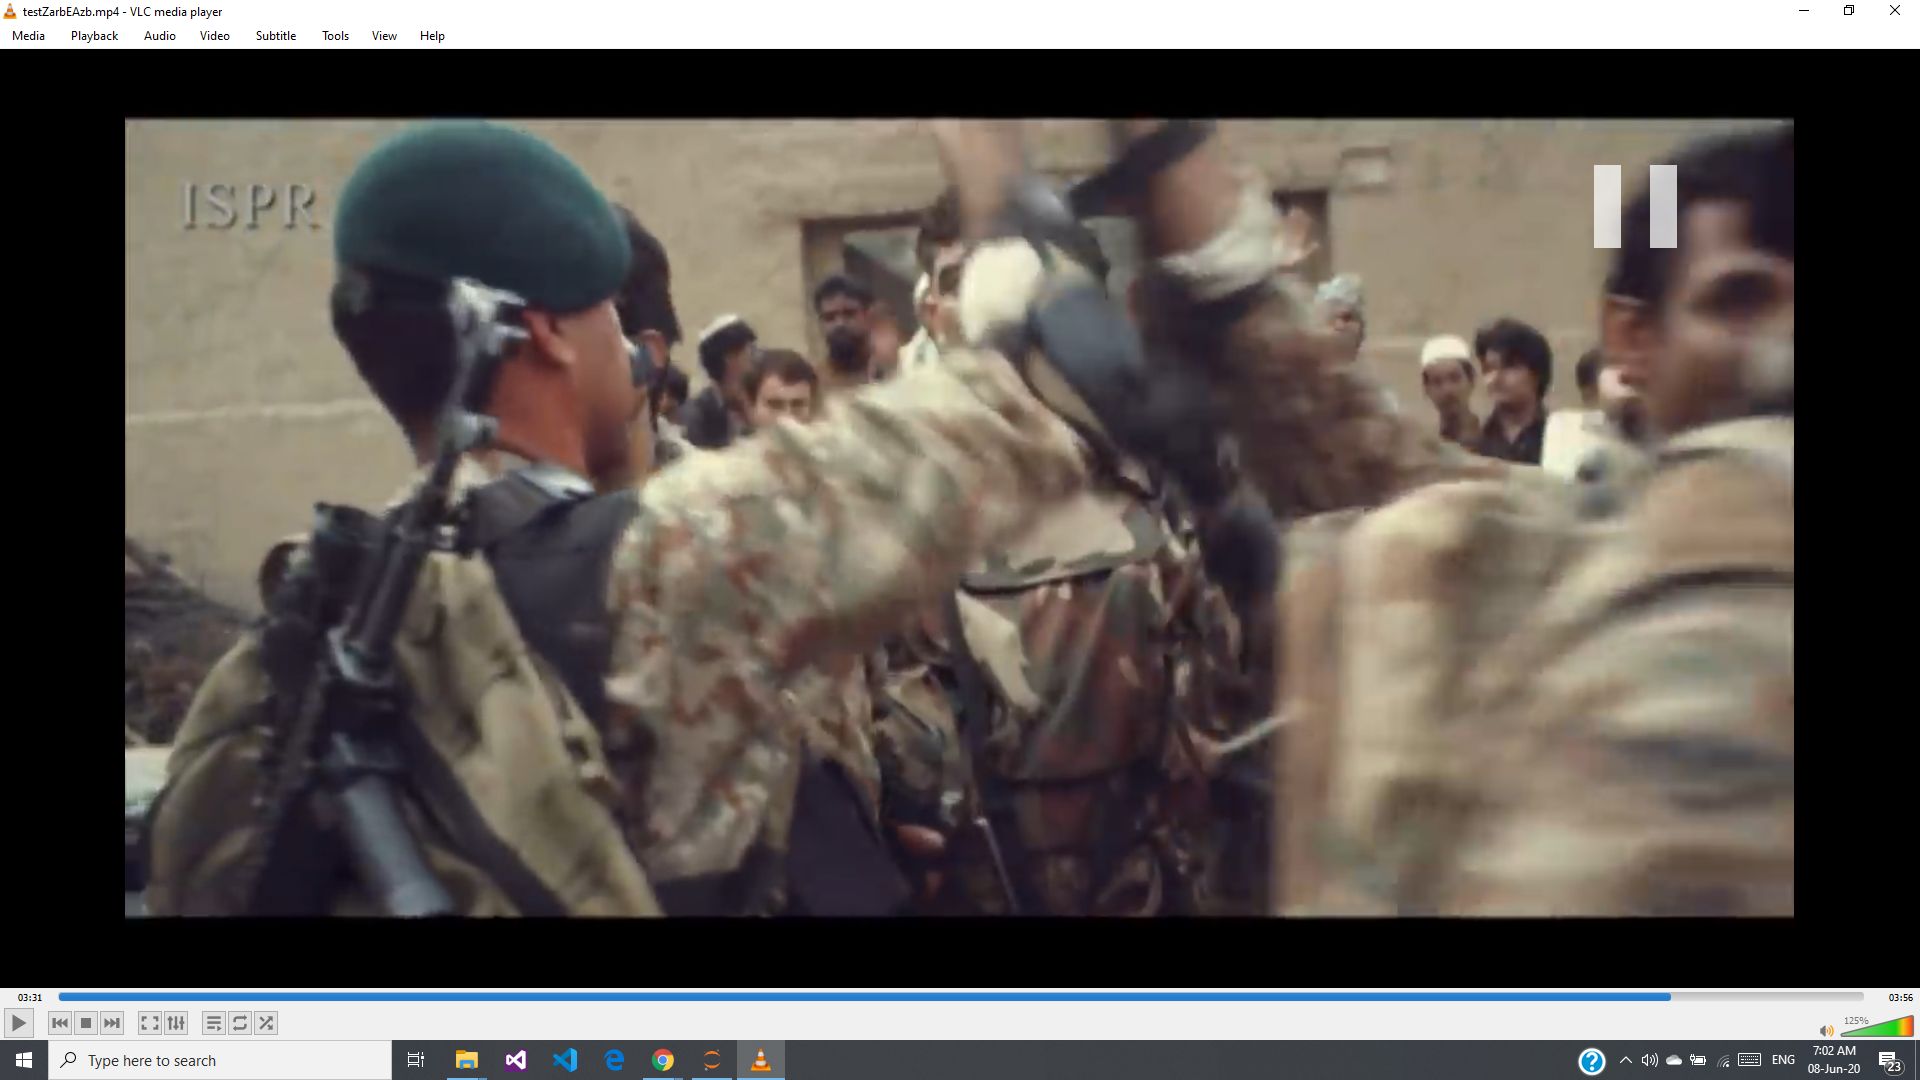 testZarbEAzb.mp4 - VLC media player
Media Playback Audio Video Subtitle Tools View Help
ISPR
03:31
03:56
125%
Type here to search
ENG
7:02 AM
08-Jun-20
23